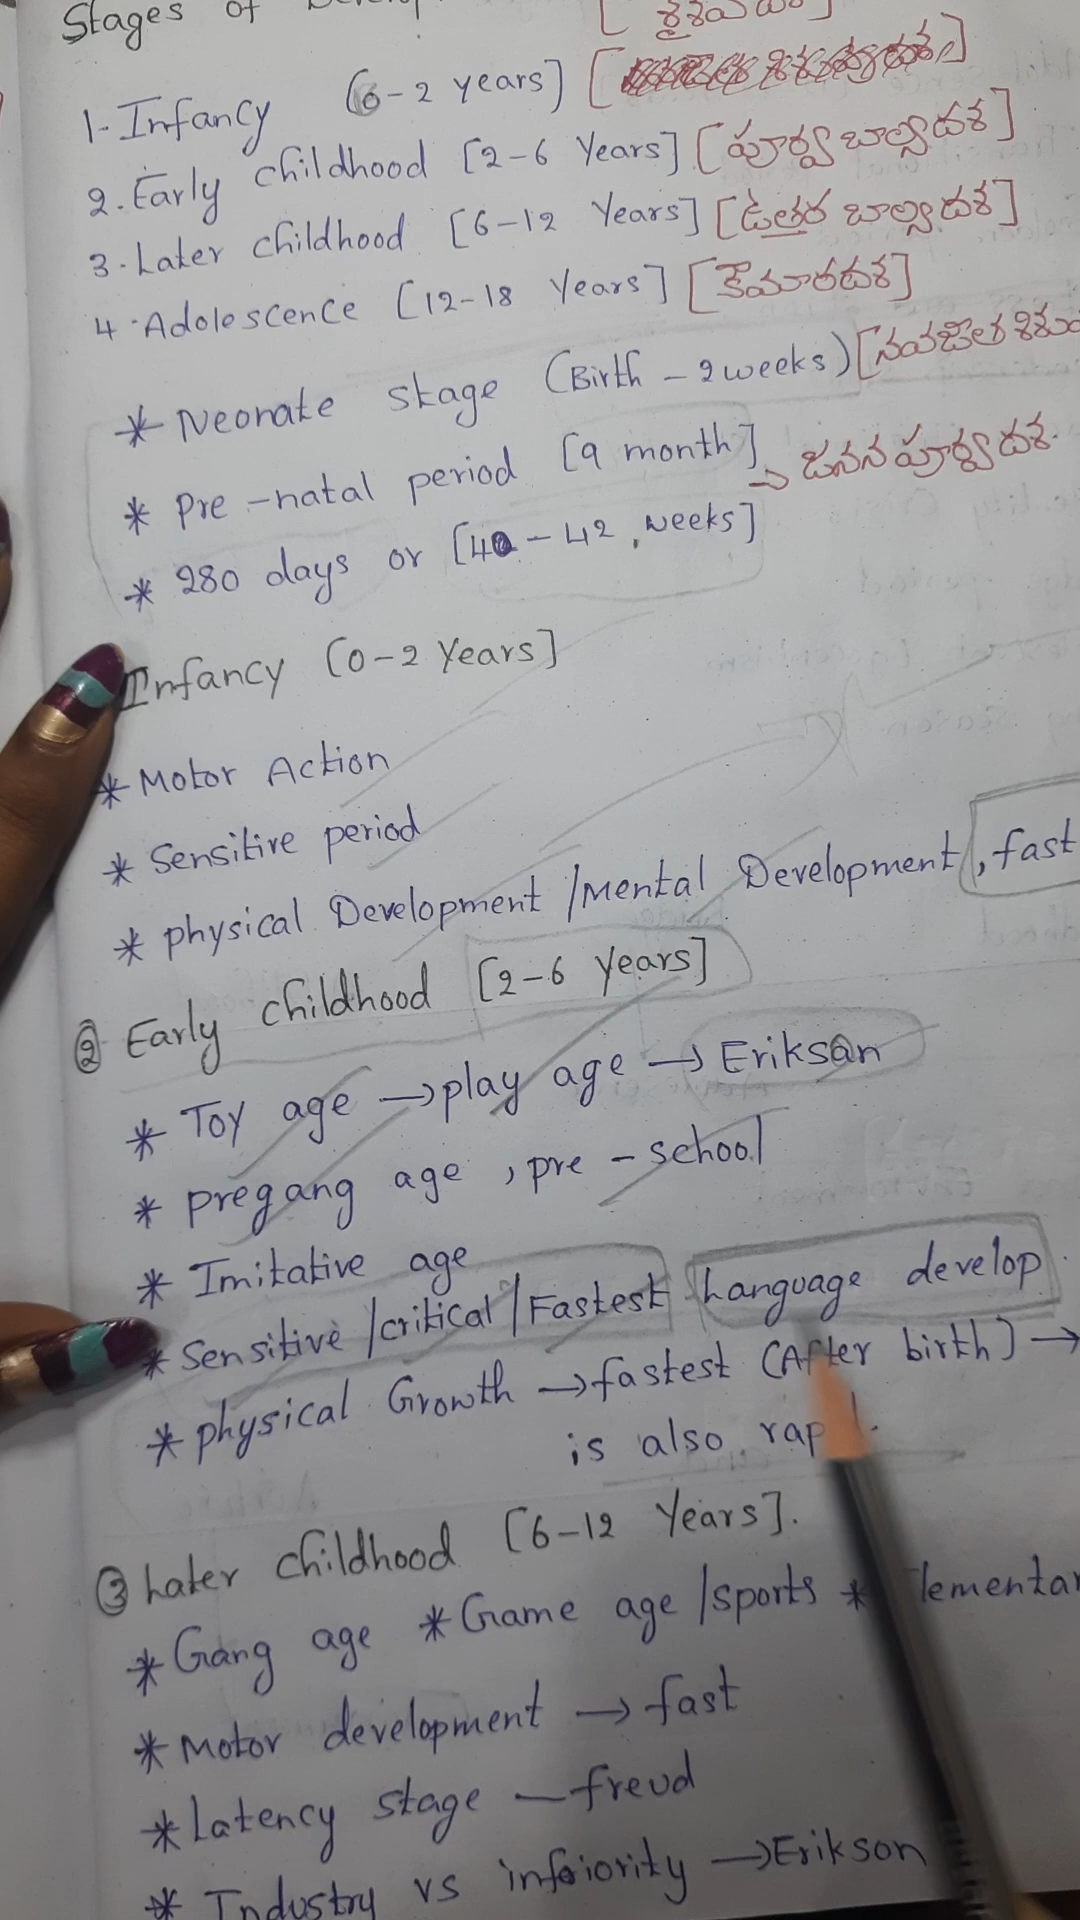 Stages of Develop [శైశవదశ]
1-Infancy [0-2 years]
2. Early childhood [2-6 Years] [పూర్వ బాల్యదశ]
3. Later childhood [6-12 Years] [ఉత్తర బాల్యదశ]
4. Adolescence [12-18 Years] [కౌమారదశ]
* Neonate stage (Birth - 2 weeks) [నవజాత శిశు
* Pre-natal period [9 month] → జనన పూర్వదశ.
* 280 days or [40-42, weeks]
Infancy [0-2 Years]
* Motor Action
* Sensitive period
* physical Development / Mental Development, fast
② Early childhood [2-6 years]
* Toy age → play age → Eriksan
* pregang age, pre-school
* Imitative age
* Sensitive /critical /Fastest Language develop.
* physical Growth → fastest (After birth) →
is also
③ Later childhood [6-12 Years].
* Gang age * Game age /sports * lementar
* Motor development → fast
* Latency stage - freud
* Industry vs inferiority → Erikson